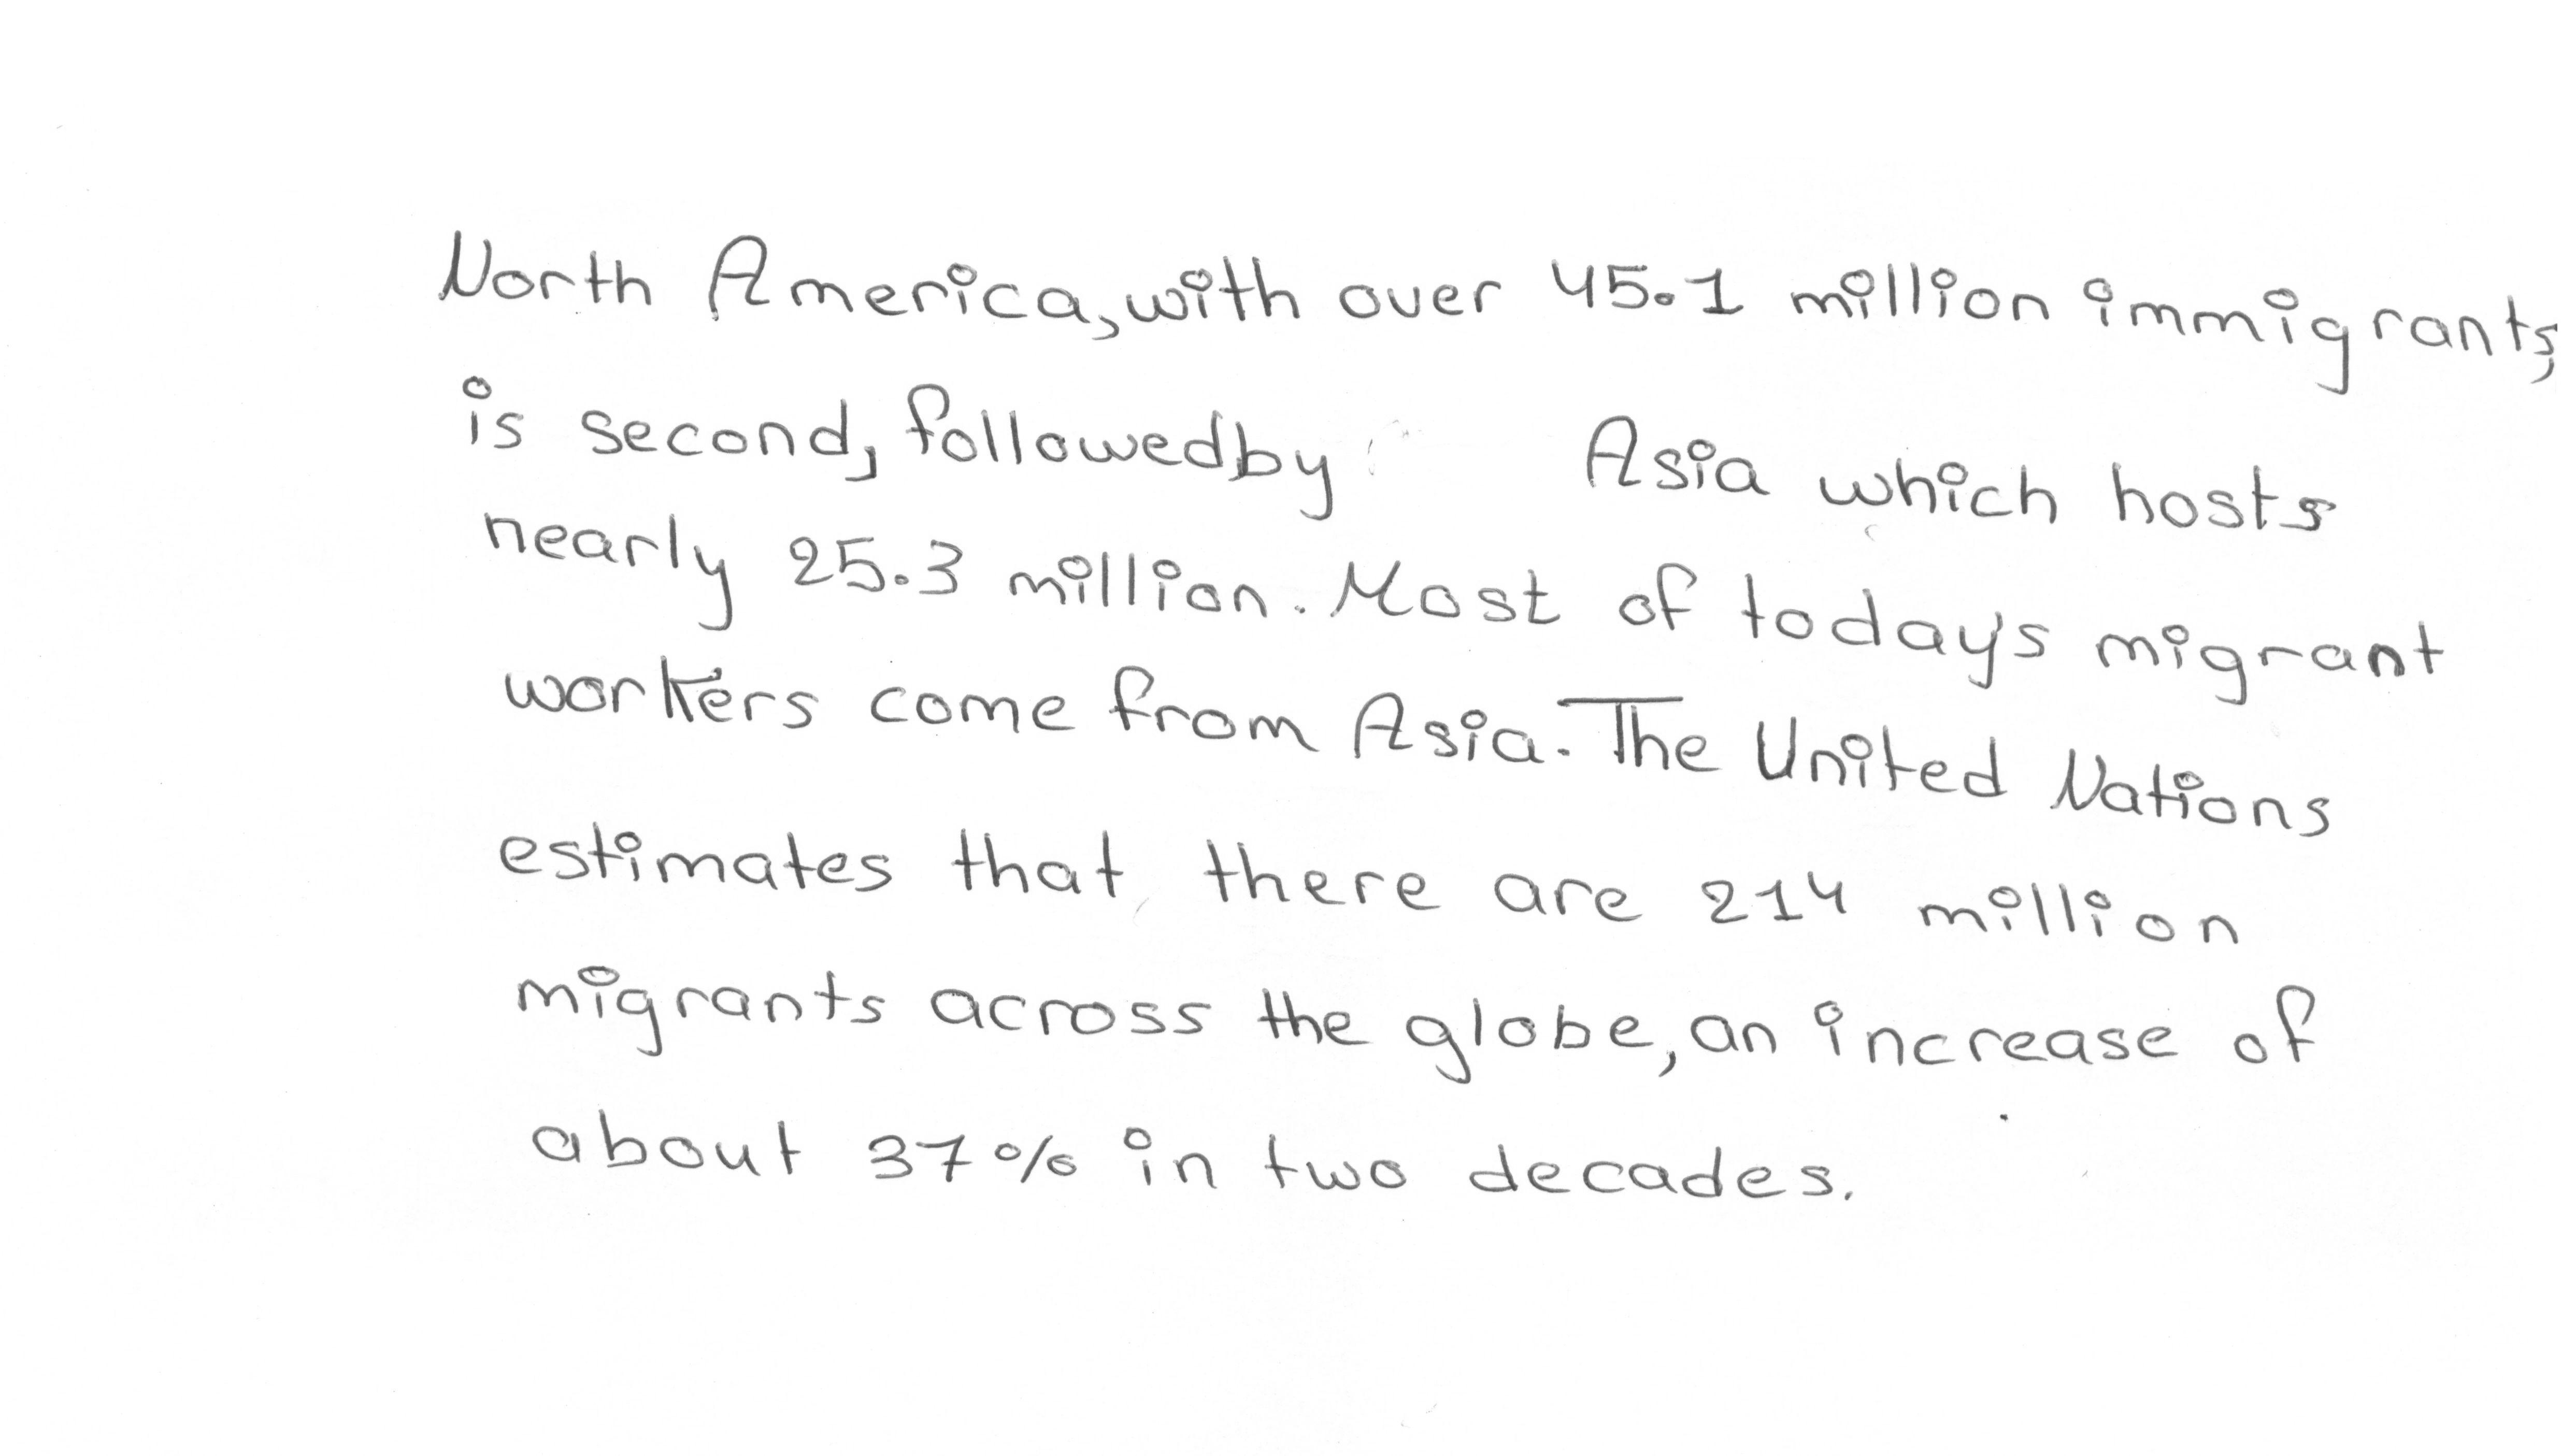 North America, with over 45.1 million immigrants,
is second, followedby Asia which hosts
nearly 25.3 million. Most of today's migrant
workers come from Asia. The United Nations
estimates that there are 214 million
migrants across the globe, an increase of
about 37% in two decades.